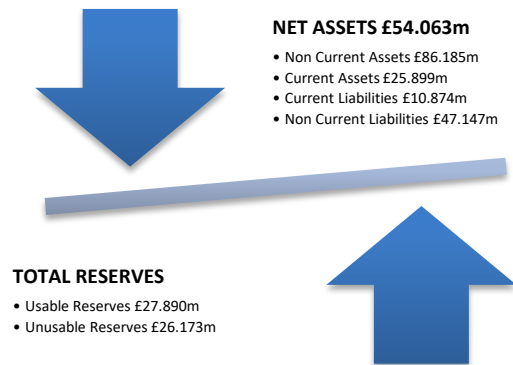 NET ASSETS £54.063m
• Non Current Assets £86.185m
• Current Assets £25.899m
• Current Liabilities £10.874m
• Non Current Liabilities £47.147m
TOTAL RESERVES
• Usable Reserves £27.890m
• Unusable Reserves £26.173m